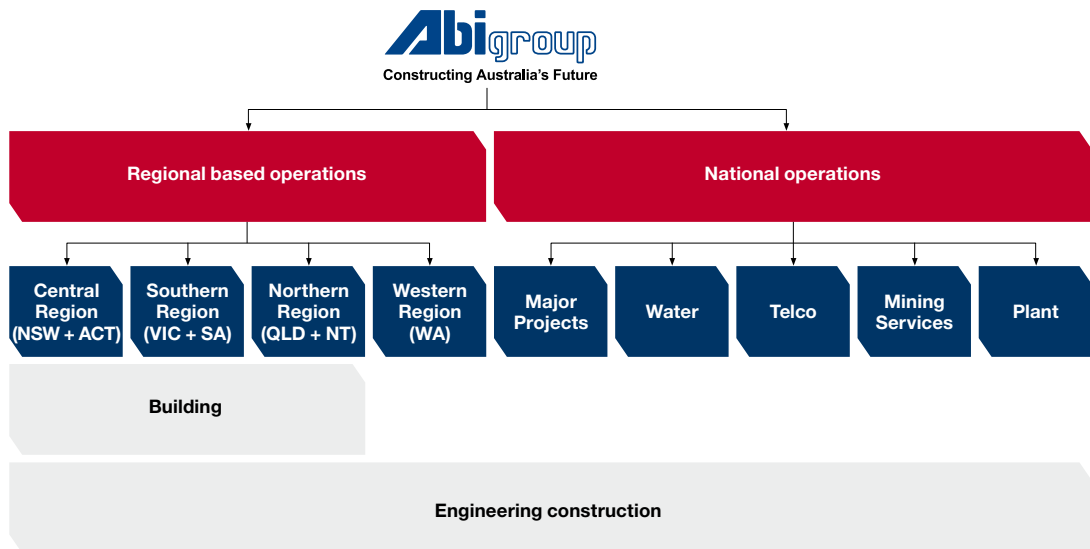 Abigroup
Constructing Australia's Future
Regional based operations
National operations
Central
Region
(NSW + ACT)
Southern
Region
(VIC + SA)
Northern
Region
(QLD + NT)
Western
Region
(WA)
Major
Projects
Water
Telco
Mining
Services
Plant
Building
Engineering construction